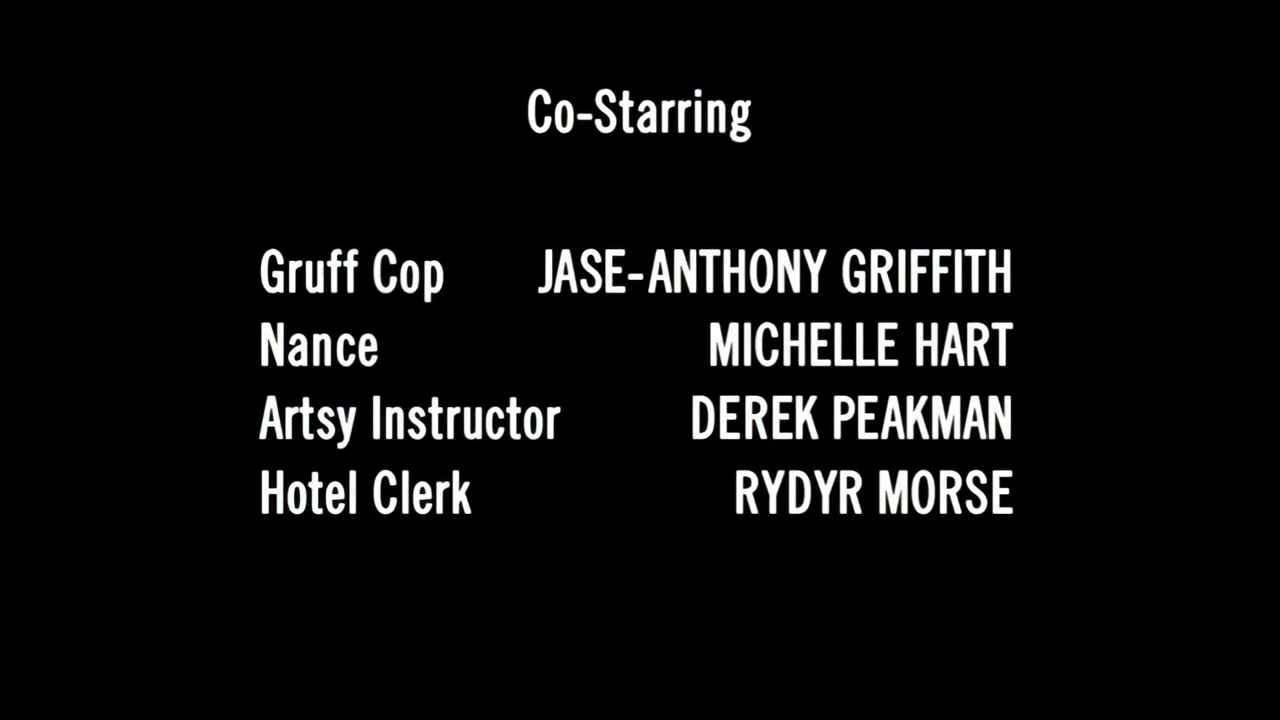 Co-Starring
Gruff Cop JASE-ANTHONY GRIFFITH
Nance MICHELLE HART
Artsy Instructor DEREK PEAKMAN
Hotel Clerk RYDYR MORSE